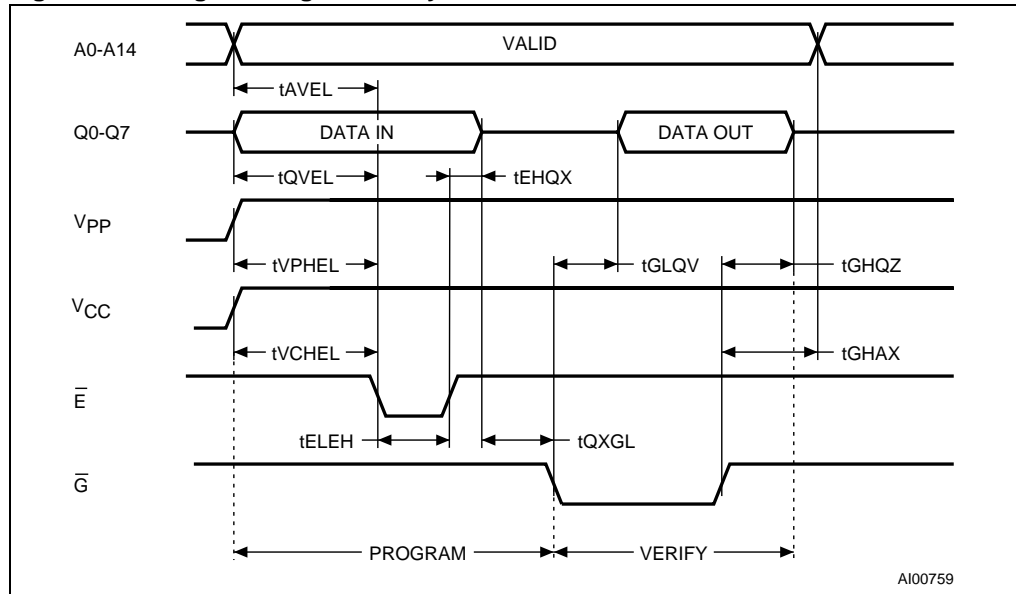 A0-A14
VALID
tAVEL
Q0-Q7
DATA IN
DATA OUT
tQVEL
tEHQX
VPP
tVPHEL
tGLQV
tGHQZ
VCC
tVCHEL
tGHAX
E̅
tELEH
tQXGL
G̅
PROGRAM
VERIFY
AI00759